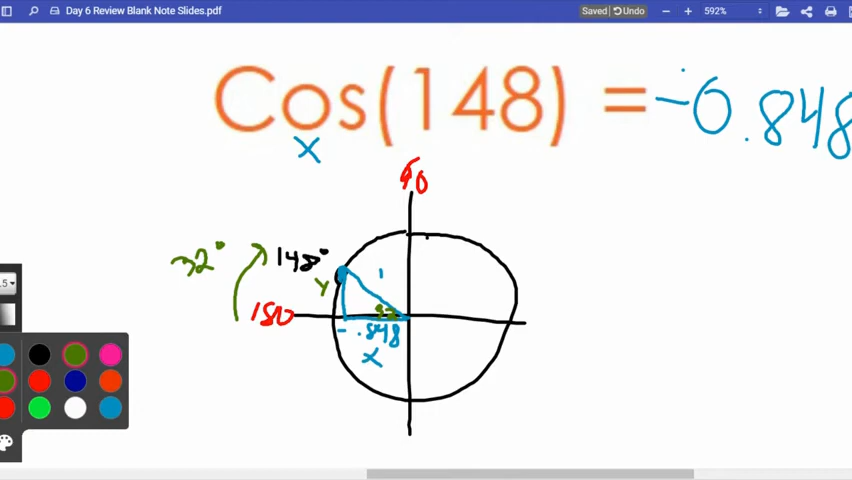 Day 6 Review Blank Note Slides.pdf Saved Undo 592%
Cos(148) = -0.848
x
90
32° 148° 1
y
180 32
- .848
x
.5